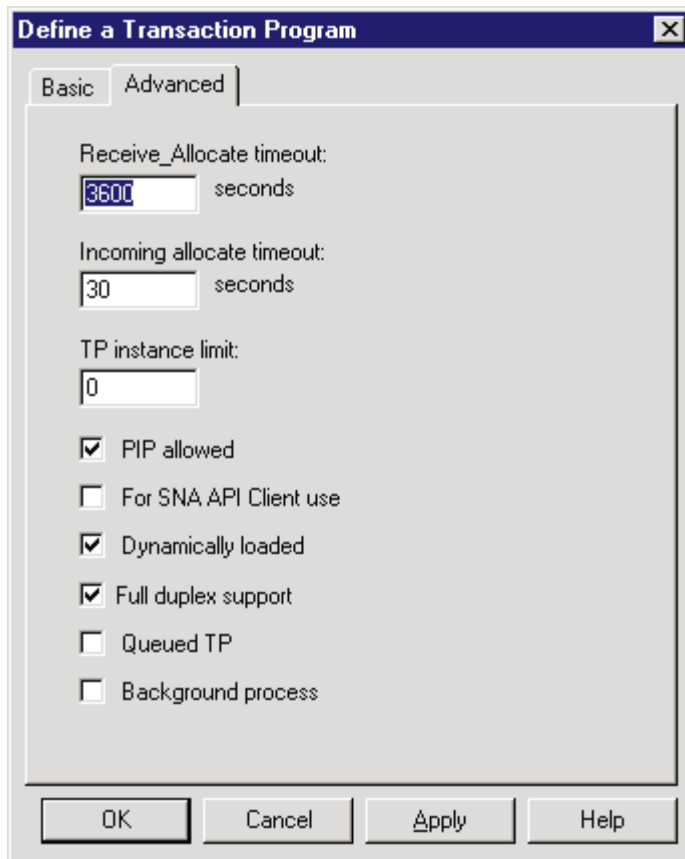 Define a Transaction Program
Basic Advanced
Receive_Allocate timeout:
3600 seconds
Incoming allocate timeout:
30 seconds
TP instance limit:
0
PIP allowed
For SNA API Client use
Dynamically loaded
Full duplex support
Queued TP
Background process
OK Cancel Apply Help